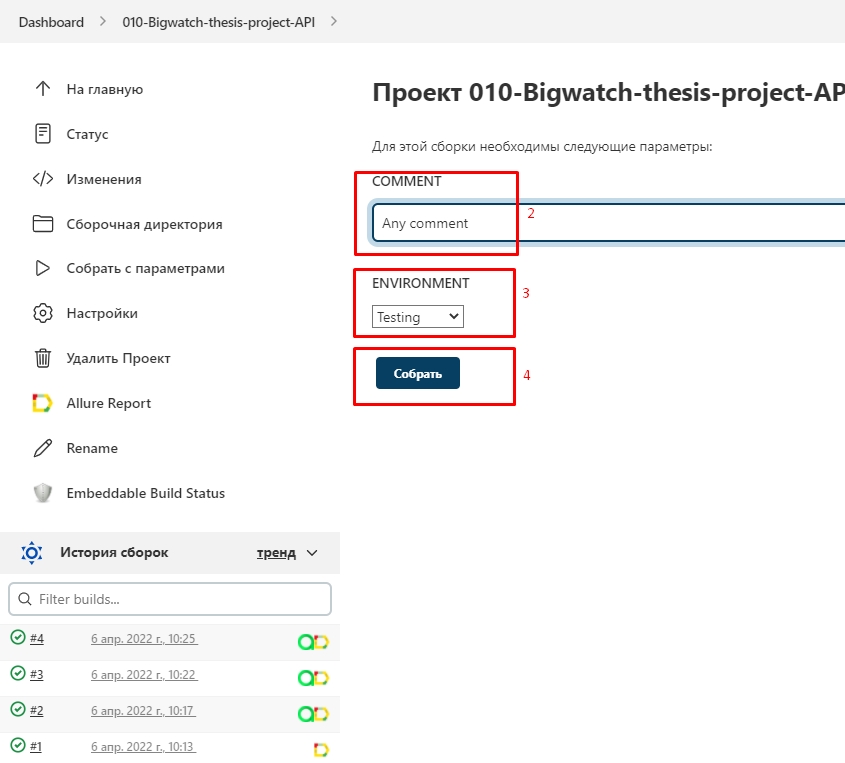 Dashboard > 010-Bigwatch-thesis-project-API >
На главную
Статус
Изменения
Сборочная директория
Собрать с параметрами
Настройки
Удалить Проект
Allure Report
Rename
Embeddable Build Status
История сборок тренд
Filter builds...
#4 6 апр. 2022 г., 10:25
#3 6 апр. 2022 г., 10:22
#2 6 апр. 2022 г., 10:17
#1 6 апр. 2022 г., 10:13
Проект 010-Bigwatch-thesis-project-AP
Для этой сборки необходимы следующие параметры:
COMMENT
Any comment 2
ENVIRONMENT 3
Testing
Собрать 4